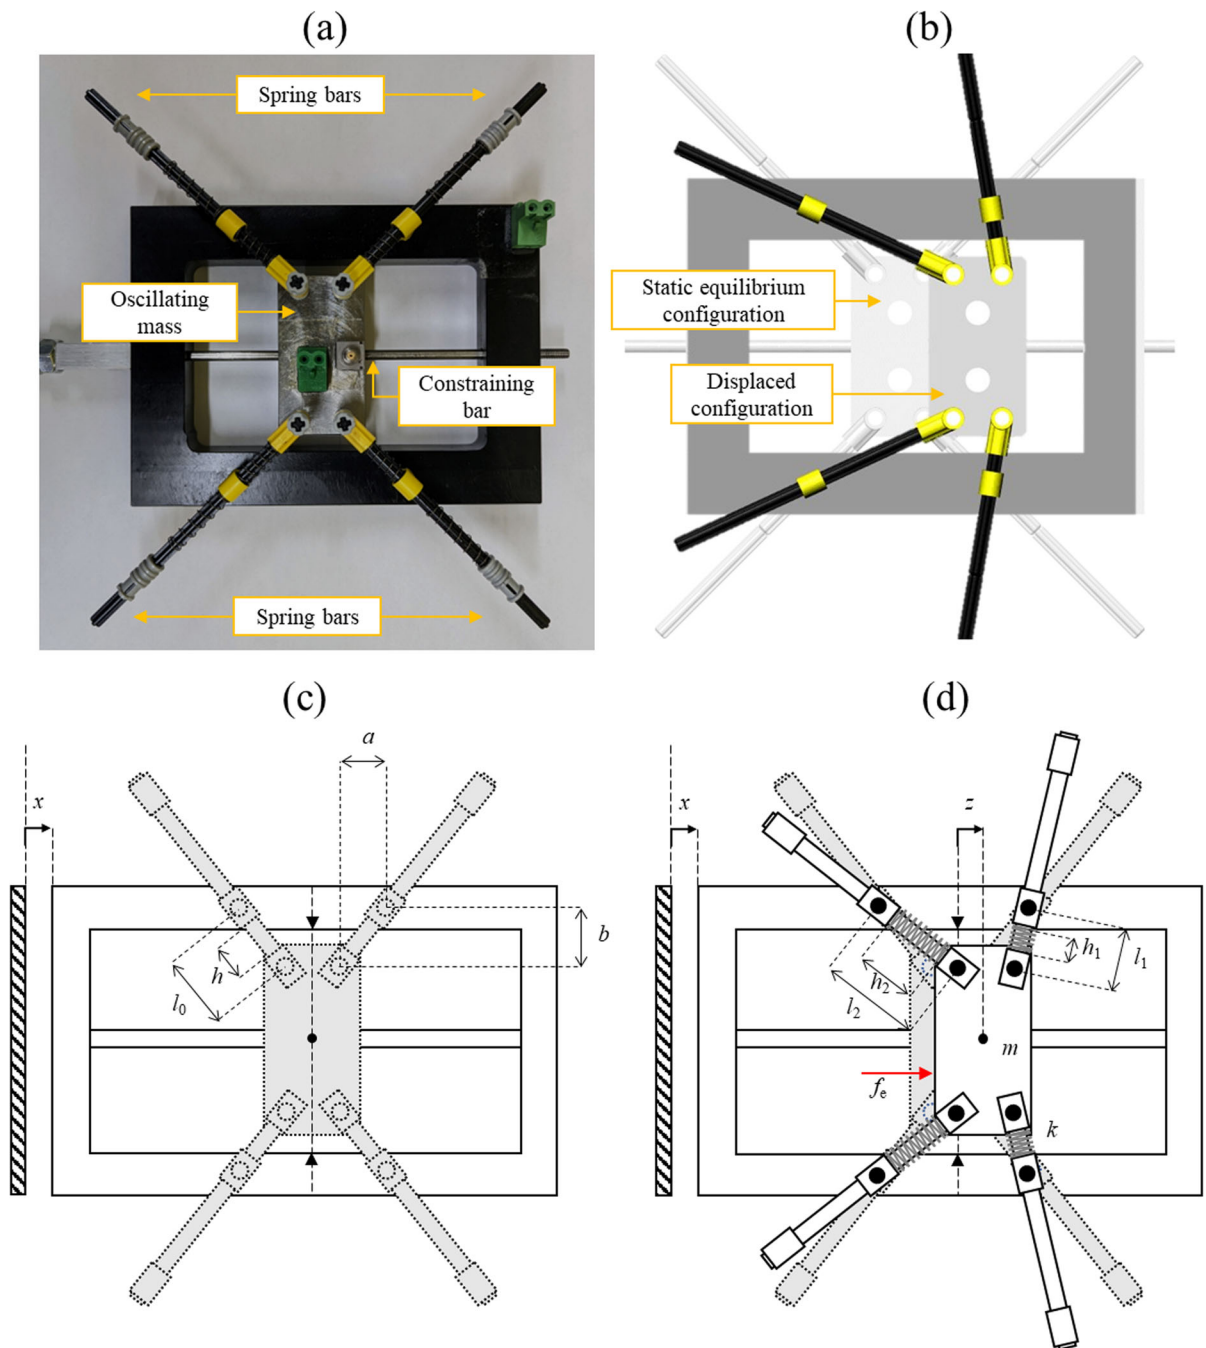 (a)
Spring bars
Oscillating
mass
Constraining
bar
Spring bars
(b)
Static equilibrium
configuration
Displaced
configuration
(c)
a
x
b
h
l0
(d)
x
z
h1
l1
h2
l2
m
fe
k